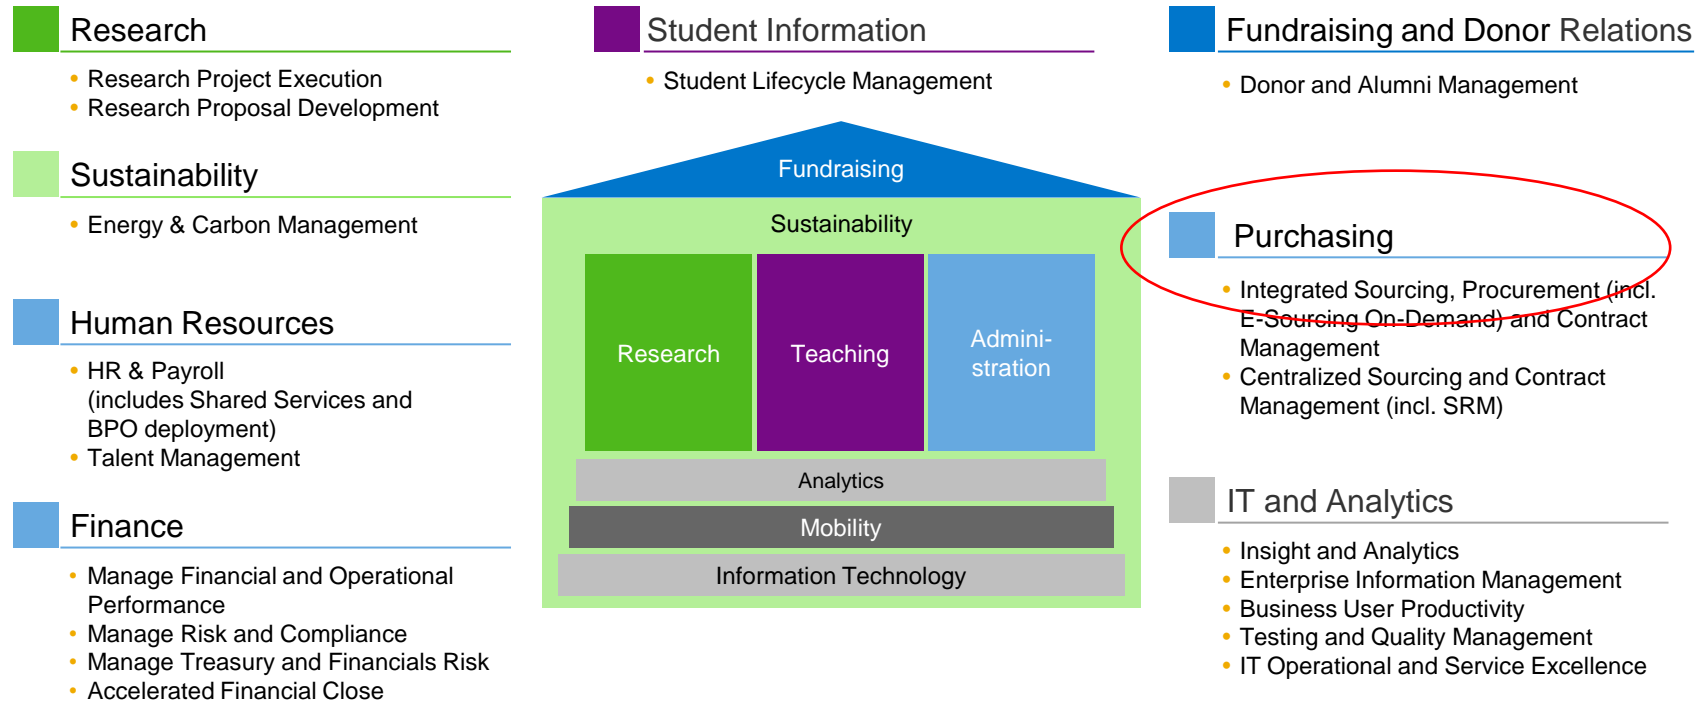 Research
• Research Project Execution
• Research Proposal Development
Sustainability
• Energy & Carbon Management
Human Resources
• HR & Payroll
(includes Shared Services and
BPO deployment)
• Talent Management
Finance
• Manage Financial and Operational
Performance
• Manage Risk and Compliance
• Manage Treasury and Financials Risk
• Accelerated Financial Close
Student Information
• Student Lifecycle Management
Fundraising
Sustainability
Research
Teaching
Admini-
stration
Analytics
Mobility
Information Technology
Fundraising and Donor Relations
• Donor and Alumni Management
Purchasing
• Integrated Sourcing, Procurement (incl.
E-Sourcing On-Demand) and Contract
Management
• Centralized Sourcing and Contract
Management (incl. SRM)
IT and Analytics
• Insight and Analytics
• Enterprise Information Management
• Business User Productivity
• Testing and Quality Management
• IT Operational and Service Excellence